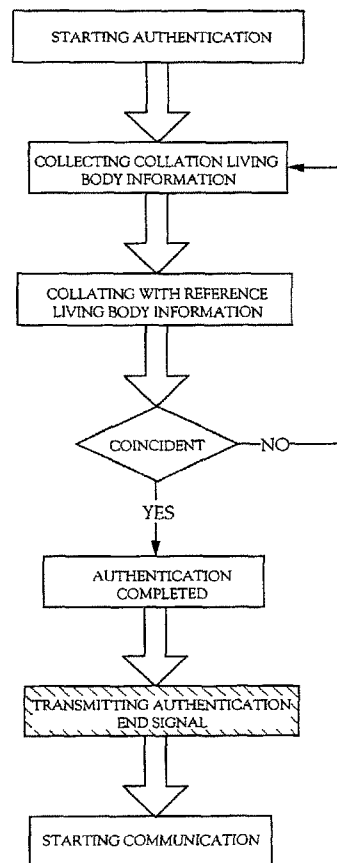 STARTING AUTHENTICATION
COLLECTING COLLATION LIVING
BODY INFORMATION
COLLATING WITH REFERENCE
LIVING BODY INFORMATION
COINCIDENT
NO
YES
AUTHENTICATION
COMPLETED
TRANSMITTING AUTHENTICATION
END SIGNAL
STARTING COMMUNICATION